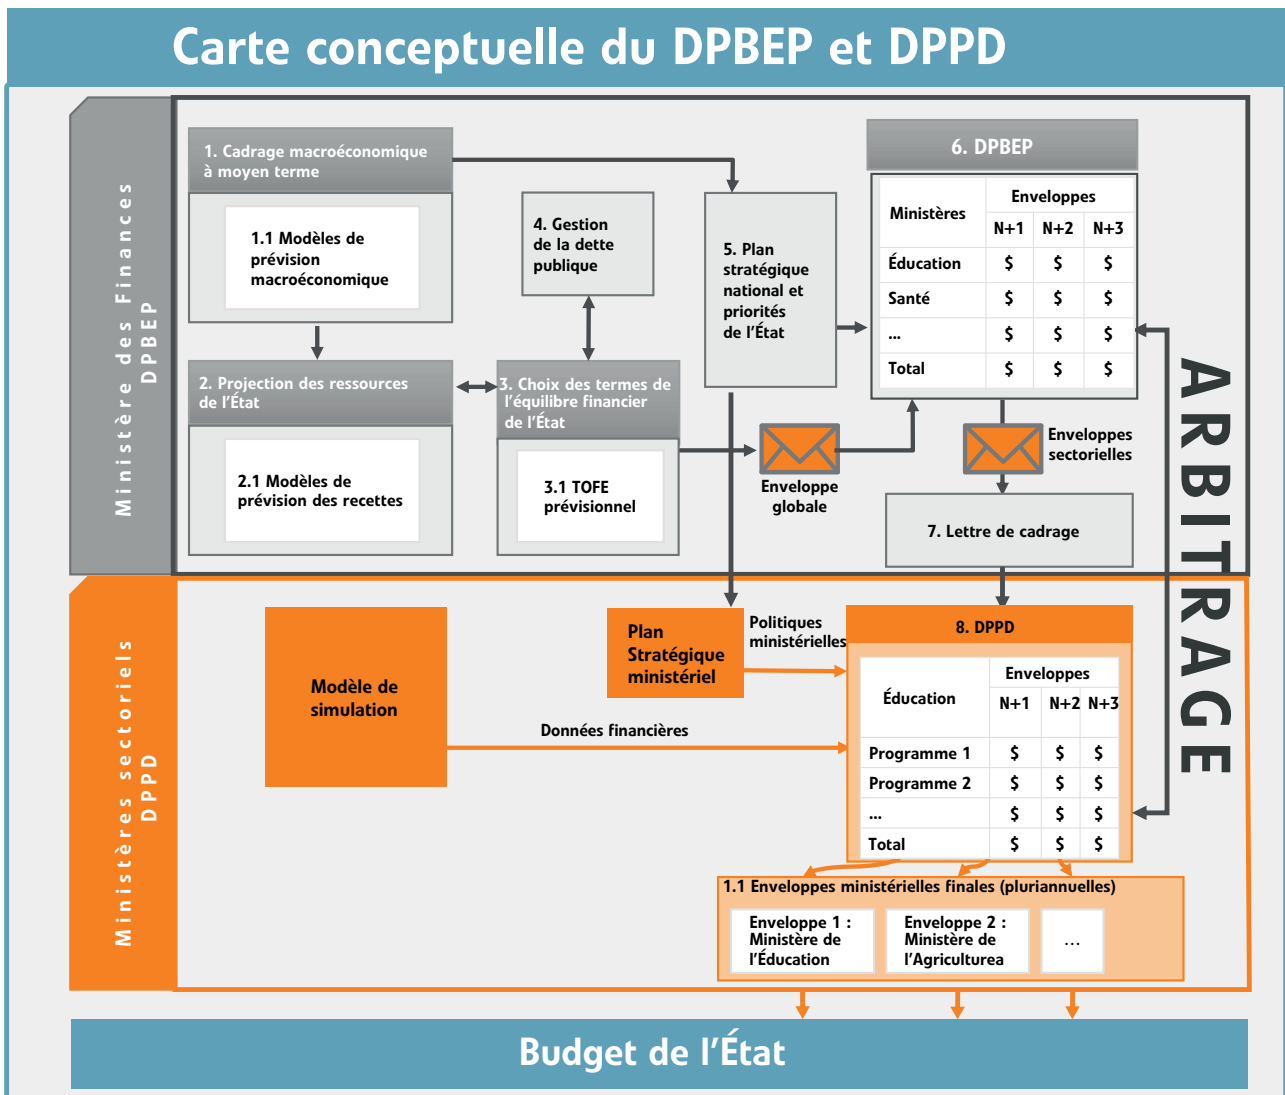 Carte conceptuelle du DPBEP et DPPD
Ministère des Finances
DPBEP
1. Cadrage macroéconomique
à moyen terme
1.1 Modèles de
prévision
macroéconomique
2. Projection des ressources
de l'État
2.1 Modèles de
prévision des recettes
4. Gestion
de la dette
publique
3. Choix des termes de
l'équilibre financier
de l'État
3.1 TOFE
prévisionnel
5. Plan
stratégique
national et
priorités
de l'État
Enveloppe
globale
6. DPBEP
Ministères
Enveloppes
N+1 N+2 N+3
Éducation $ $ $
Santé $ $ $
... $ $ $
Total $ $ $
Enveloppes
sectorielles
7. Lettre de cadrage
ARBITRAGE
Ministères sectoriels
DPPD
Modèle de
simulation
Plan
Stratégique
ministériel
Politiques
ministérielles
Données financières
8. DPPD
Éducation
Enveloppes
N+1 N+2 N+3
Programme 1 $ $ $
Programme 2 $ $ $
... $ $ $
Total $ $ $
1.1 Enveloppes ministérielles finales (pluriannuelles)
Enveloppe 1 :
Ministère de
l'Éducation
Enveloppe 2 :
Ministère de
l'Agriculturea
...
Budget de l'État